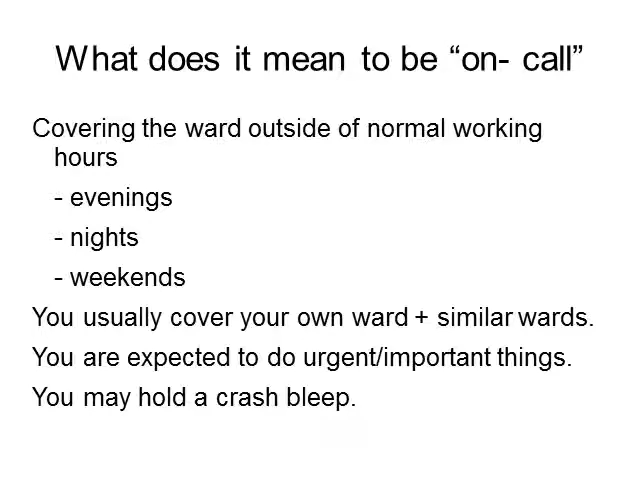 What does it mean to be “on- call”
Covering the ward outside of normal working
hours
- evenings
- nights
- weekends
You usually cover your own ward + similar wards.
You are expected to do urgent/important things.
You may hold a crash bleep.